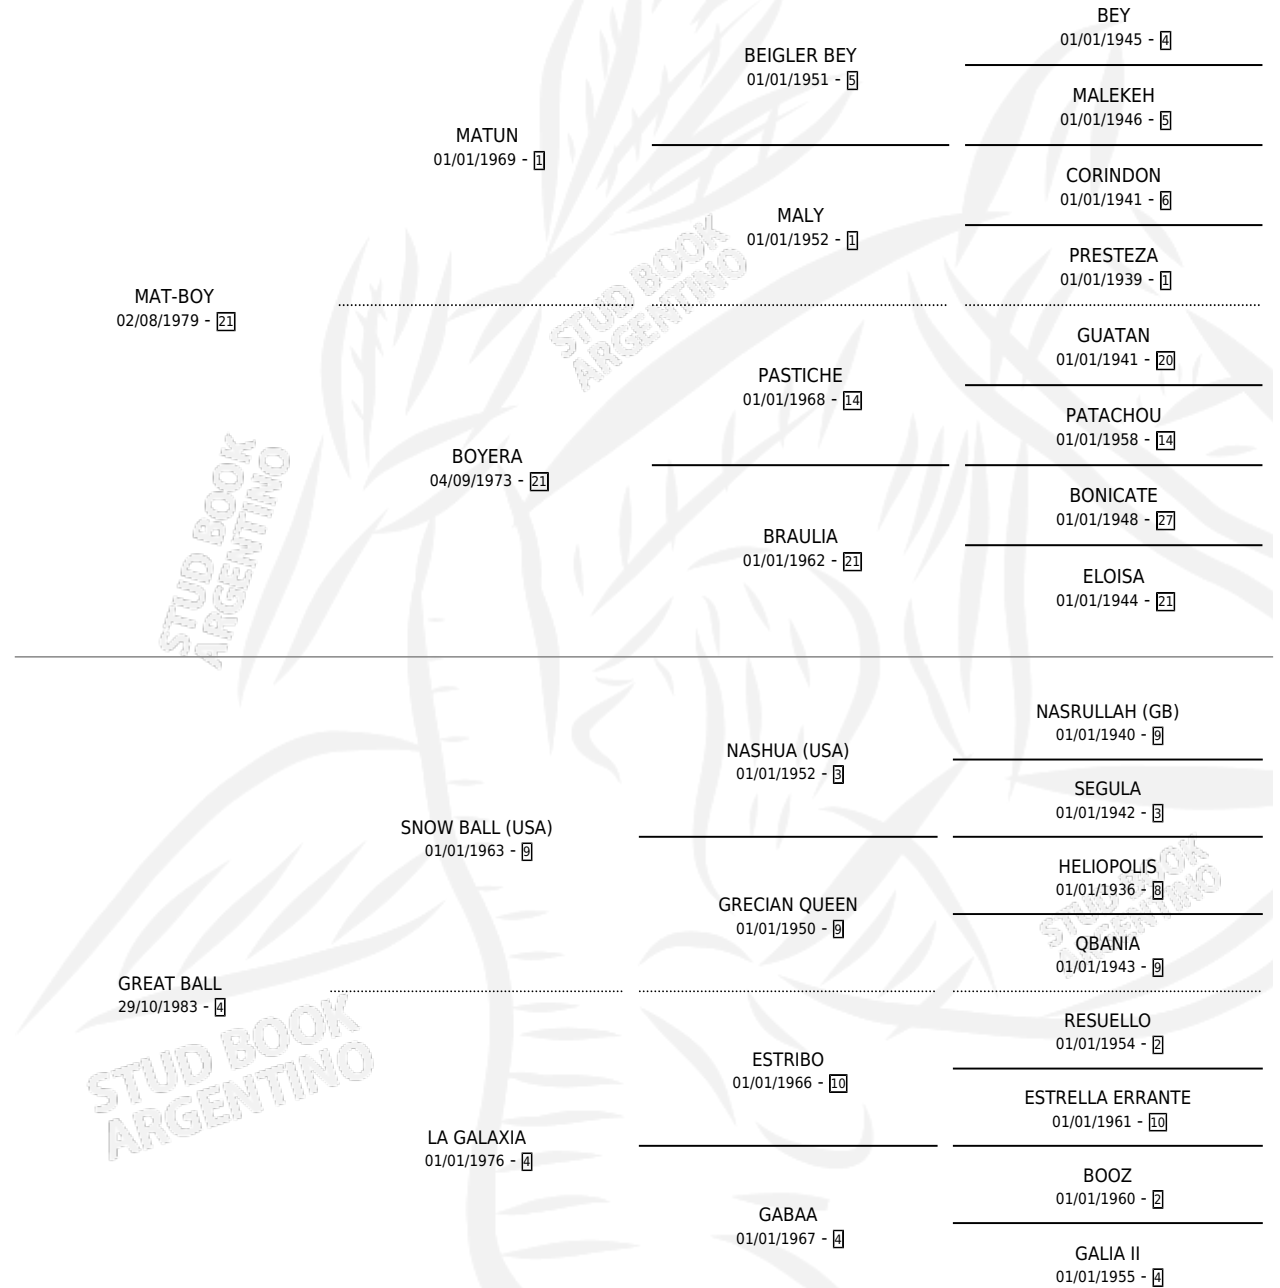 BEY
01/01/1945 - 4
BEIGLER BEY
01/01/1951 - 5
MALEKEH
01/01/1946 - 5
MATUN
01/01/1969 - 1
CORINDON
01/01/1941 - 6
MALY
01/01/1952 - 1
PRESTEZA
01/01/1939 - 1
MAT-BOY
02/08/1979 - 21
GUATAN
01/01/1941 - 20
PASTICHE
01/01/1968 - 14
PATACHOU
01/01/1958 - 14
BOYERA
04/09/1973 - 21
BONICATE
01/01/1948 - 27
BRAULIA
01/01/1962 - 21
ELOISA
01/01/1944 - 21
NASRULLAH (GB)
01/01/1940 - 9
NASHUA (USA)
01/01/1952 - 3
SEGULA
01/01/1942 - 3
SNOW BALL (USA)
01/01/1963 - 9
HELIOPOLIS
01/01/1936 - 8
GRECIAN QUEEN
01/01/1950 - 9
QBANIA
01/01/1943 - 9
GREAT BALL
29/10/1983 - 4
RESUELLO
01/01/1954 - 2
ESTRIBO
01/01/1966 - 10
ESTRELLA ERRANTE
01/01/1961 - 10
LA GALAXIA
01/01/1976 - 4
BOOZ
01/01/1960 - 2
GABAA
01/01/1967 - 4
GALIA II
01/01/1955 - 4
STUD BOOK
ARGENTINO
STUD BOOK
ARGENTINO
STUD BOOK
ARGENTINO
STUD BOOK
ARGENTINO